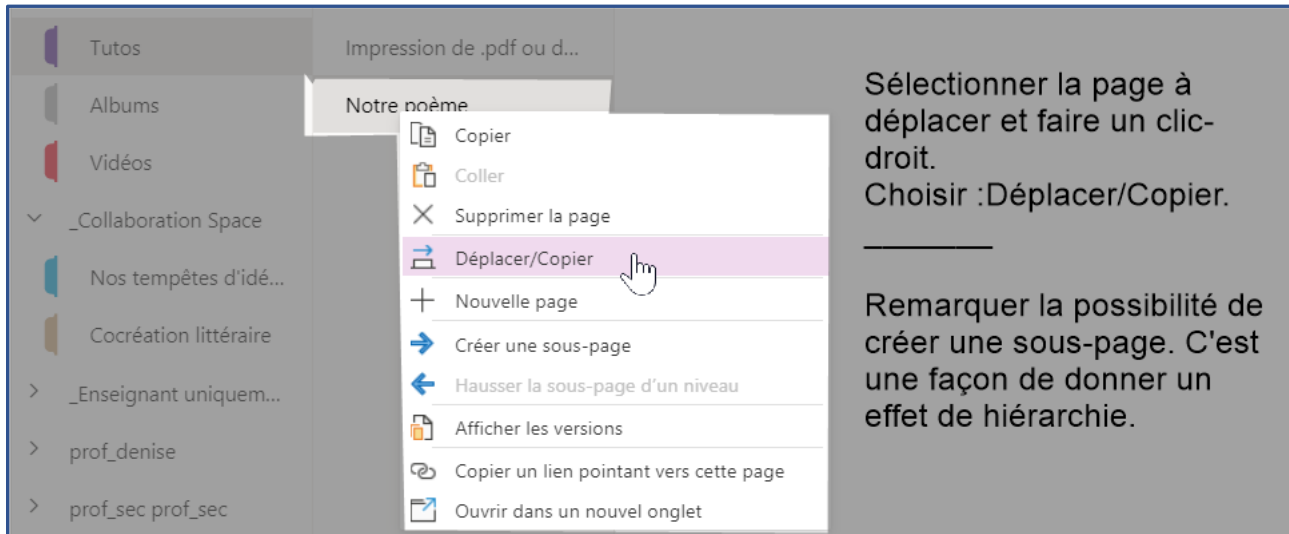 Tutos
Albums
Vidéos
_Collaboration Space
Nos tempêtes d'idé...
Cocréation littéraire
_Enseignant uniquem...
prof_denise
prof_sec prof_sec
Impression de .pdf ou d...
Notre poème
Copier
Coller
Supprimer la page
Déplacer/Copier
Nouvelle page
Créer une sous-page
Hausser la sous-page d'un niveau
Afficher les versions
Copier un lien pointant vers cette page
Ouvrir dans un nouvel onglet
Sélectionner la page à
déplacer et faire un clic-
droit.
Choisir :Déplacer/Copier.
Remarquer la possibilité de
créer une sous-page. C'est
une façon de donner un
effet de hiérarchie.